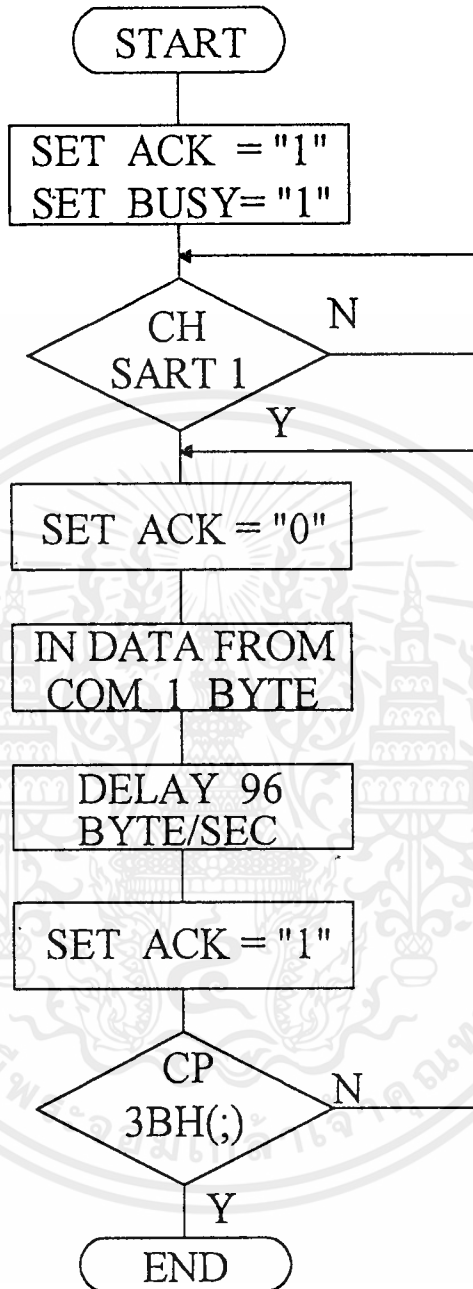 START
SET ACK = "1"
SET BUSY= "1"
CH
SART 1
N
Y
SET ACK = "0"
IN DATA FROM
COM 1 BYTE
DELAY 96
BYTE/SEC
SET ACK = "1"
CP
3BH(;)
N
Y
END